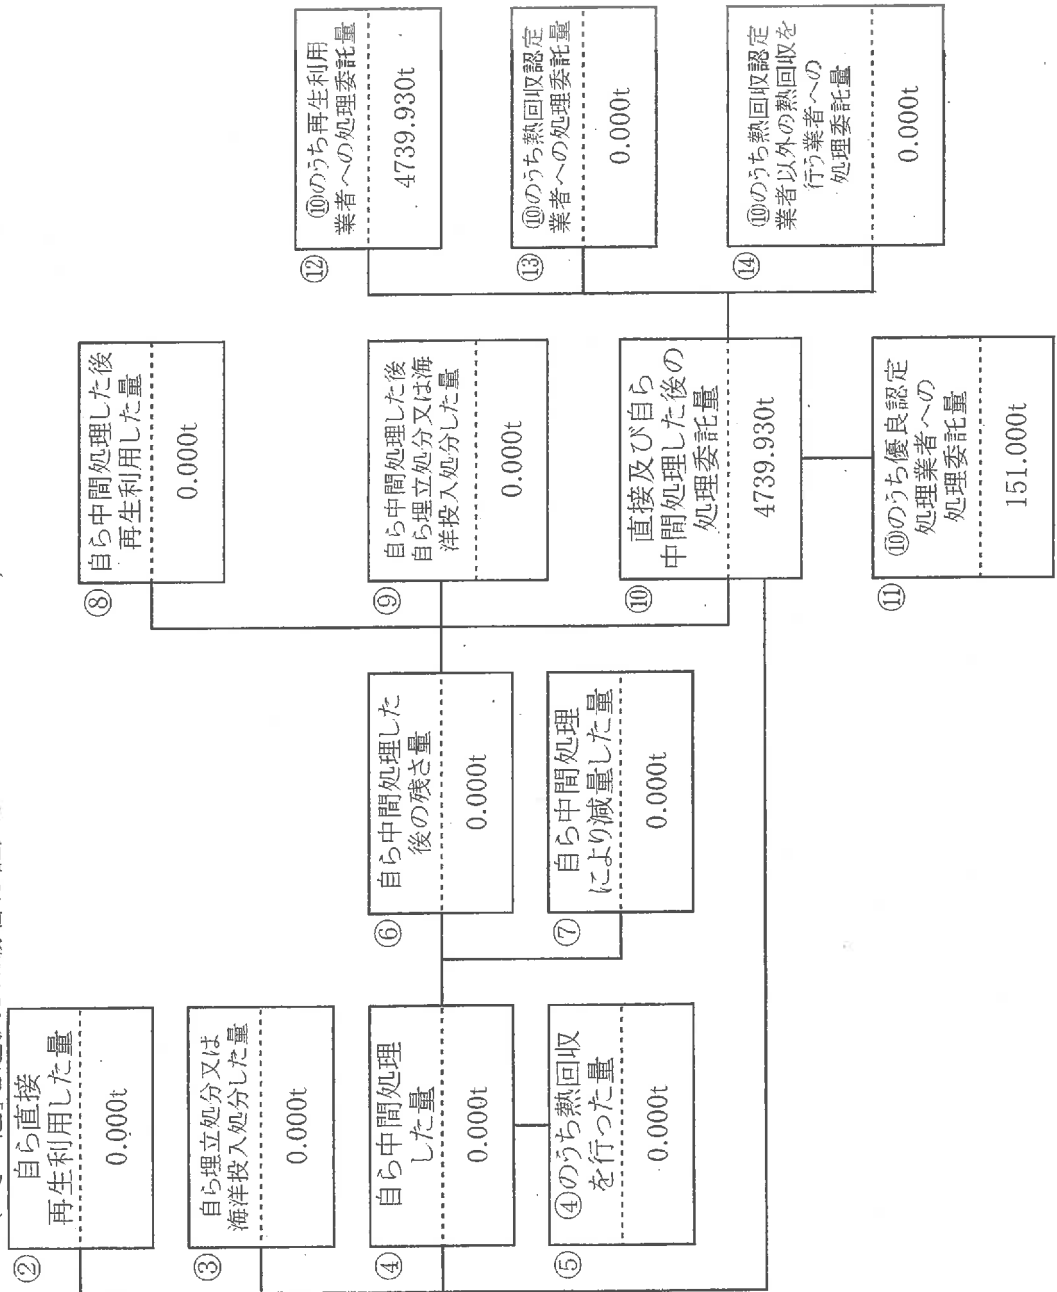 ②
自ら直接
再生利用した量
0.000t
③
自ら埋立処分又は
海洋投入処分した量
0.000t
④
自ら中間処理
した量
0.000t
⑤
④のうち熱回収
を行った量
0.000t
⑥
自ら中間処理した
後の残さ量
0.000t
⑦
自ら中間処理
により減量した量
0.000t
⑧
自ら中間処理した後
再生利用した量
0.000t
⑨
自ら中間処理した後
自ら埋立処分又は海
洋投入処分した量
0.000t
⑩
直接及び自ら
中間処理した後の
処理委託量
4739.930t
⑪
⑩のうち優良認定
処理業者への
処理委託量
151.000t
⑫
⑩のうち再生利用
業者への処理委託量
4739.930t
⑬
⑩のうち熱回収認定
業者への処理委託量
0.000t
⑭
⑩のうち熱回収認定
業者以外の熱回収を
行う業者への
処理委託量
0.000t